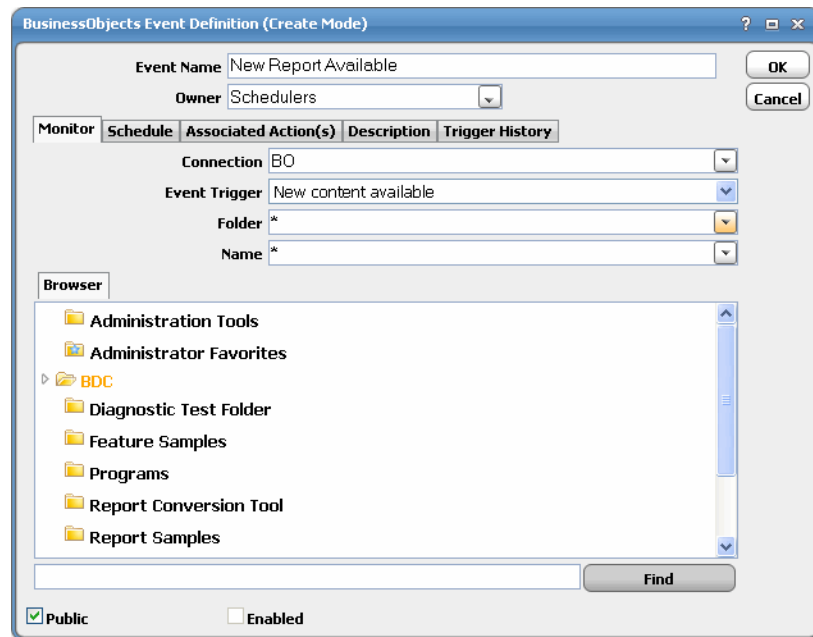 BusinessObjects Event Definition (Create Mode) ?
Event Name New Report Available OK
Owner Schedulers Cancel
Monitor Schedule Associated Action(s) Description Trigger History
Connection BO
Event Trigger New content available
Folder *
Name *
Browser
Administration Tools
Administrator Favorites
BDC
Diagnostic Test Folder
Feature Samples
Programs
Report Conversion Tool
Report Samples
Find
Public Enabled